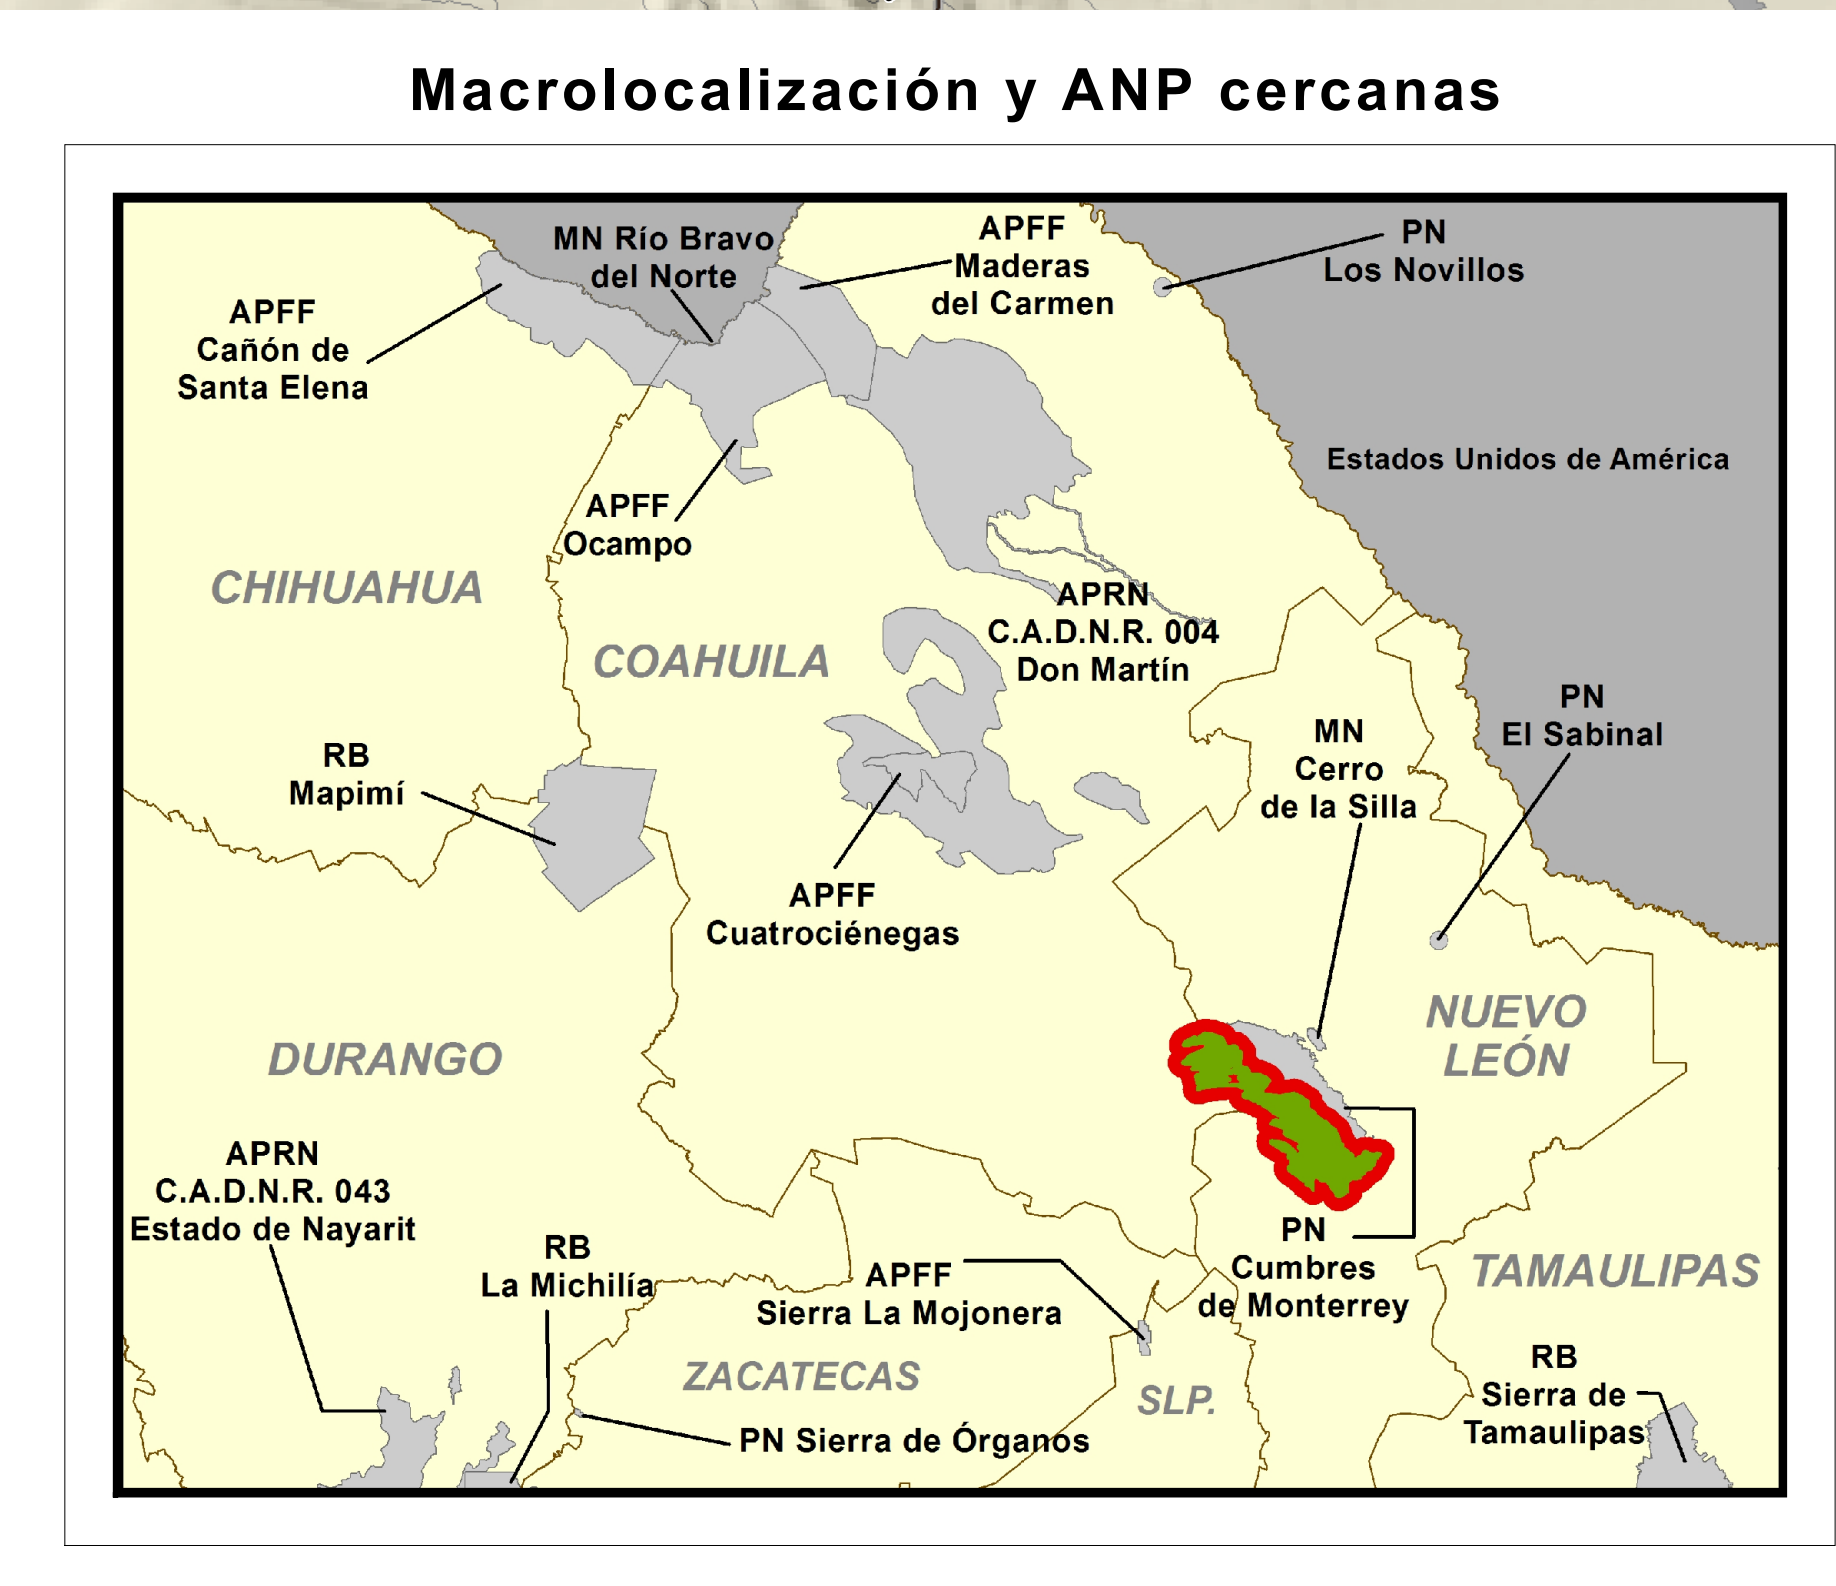 Macrolocalización y ANP cercanas
MN Río Bravo
del Norte
APFF
Maderas
del Carmen
PN
Los Novillos
APFF
Cañón de
Santa Elena
Estados Unidos de América
APFF
Ocampo
CHIHUAHUA
COAHUILA
APRN
C.A.D.N.R. 004
Don Martín
PN
El Sabinal
MN
Cerro
de la Silla
RB
Mapimí
APFF
Cuatrociénegas
NUEVO
LEÓN
DURANGO
APRN
C.A.D.N.R. 043
Estado de Nayarit
RB
La Michilía
APFF
Sierra La Mojonera
PN
Cumbres
de Monterrey
TAMAULIPAS
ZACATECAS
SLP.
RB
Sierra de
Tamaulipas
PN Sierra de Órganos